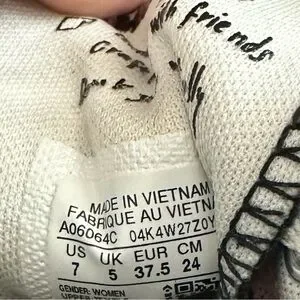 friends
MADE IN VIETNAM
FABRIQUE AU VIETNA
A06064C 04K4W27Z0Y
US UK EUR CM
7 5 37.5 24
GENDER: WOMEN